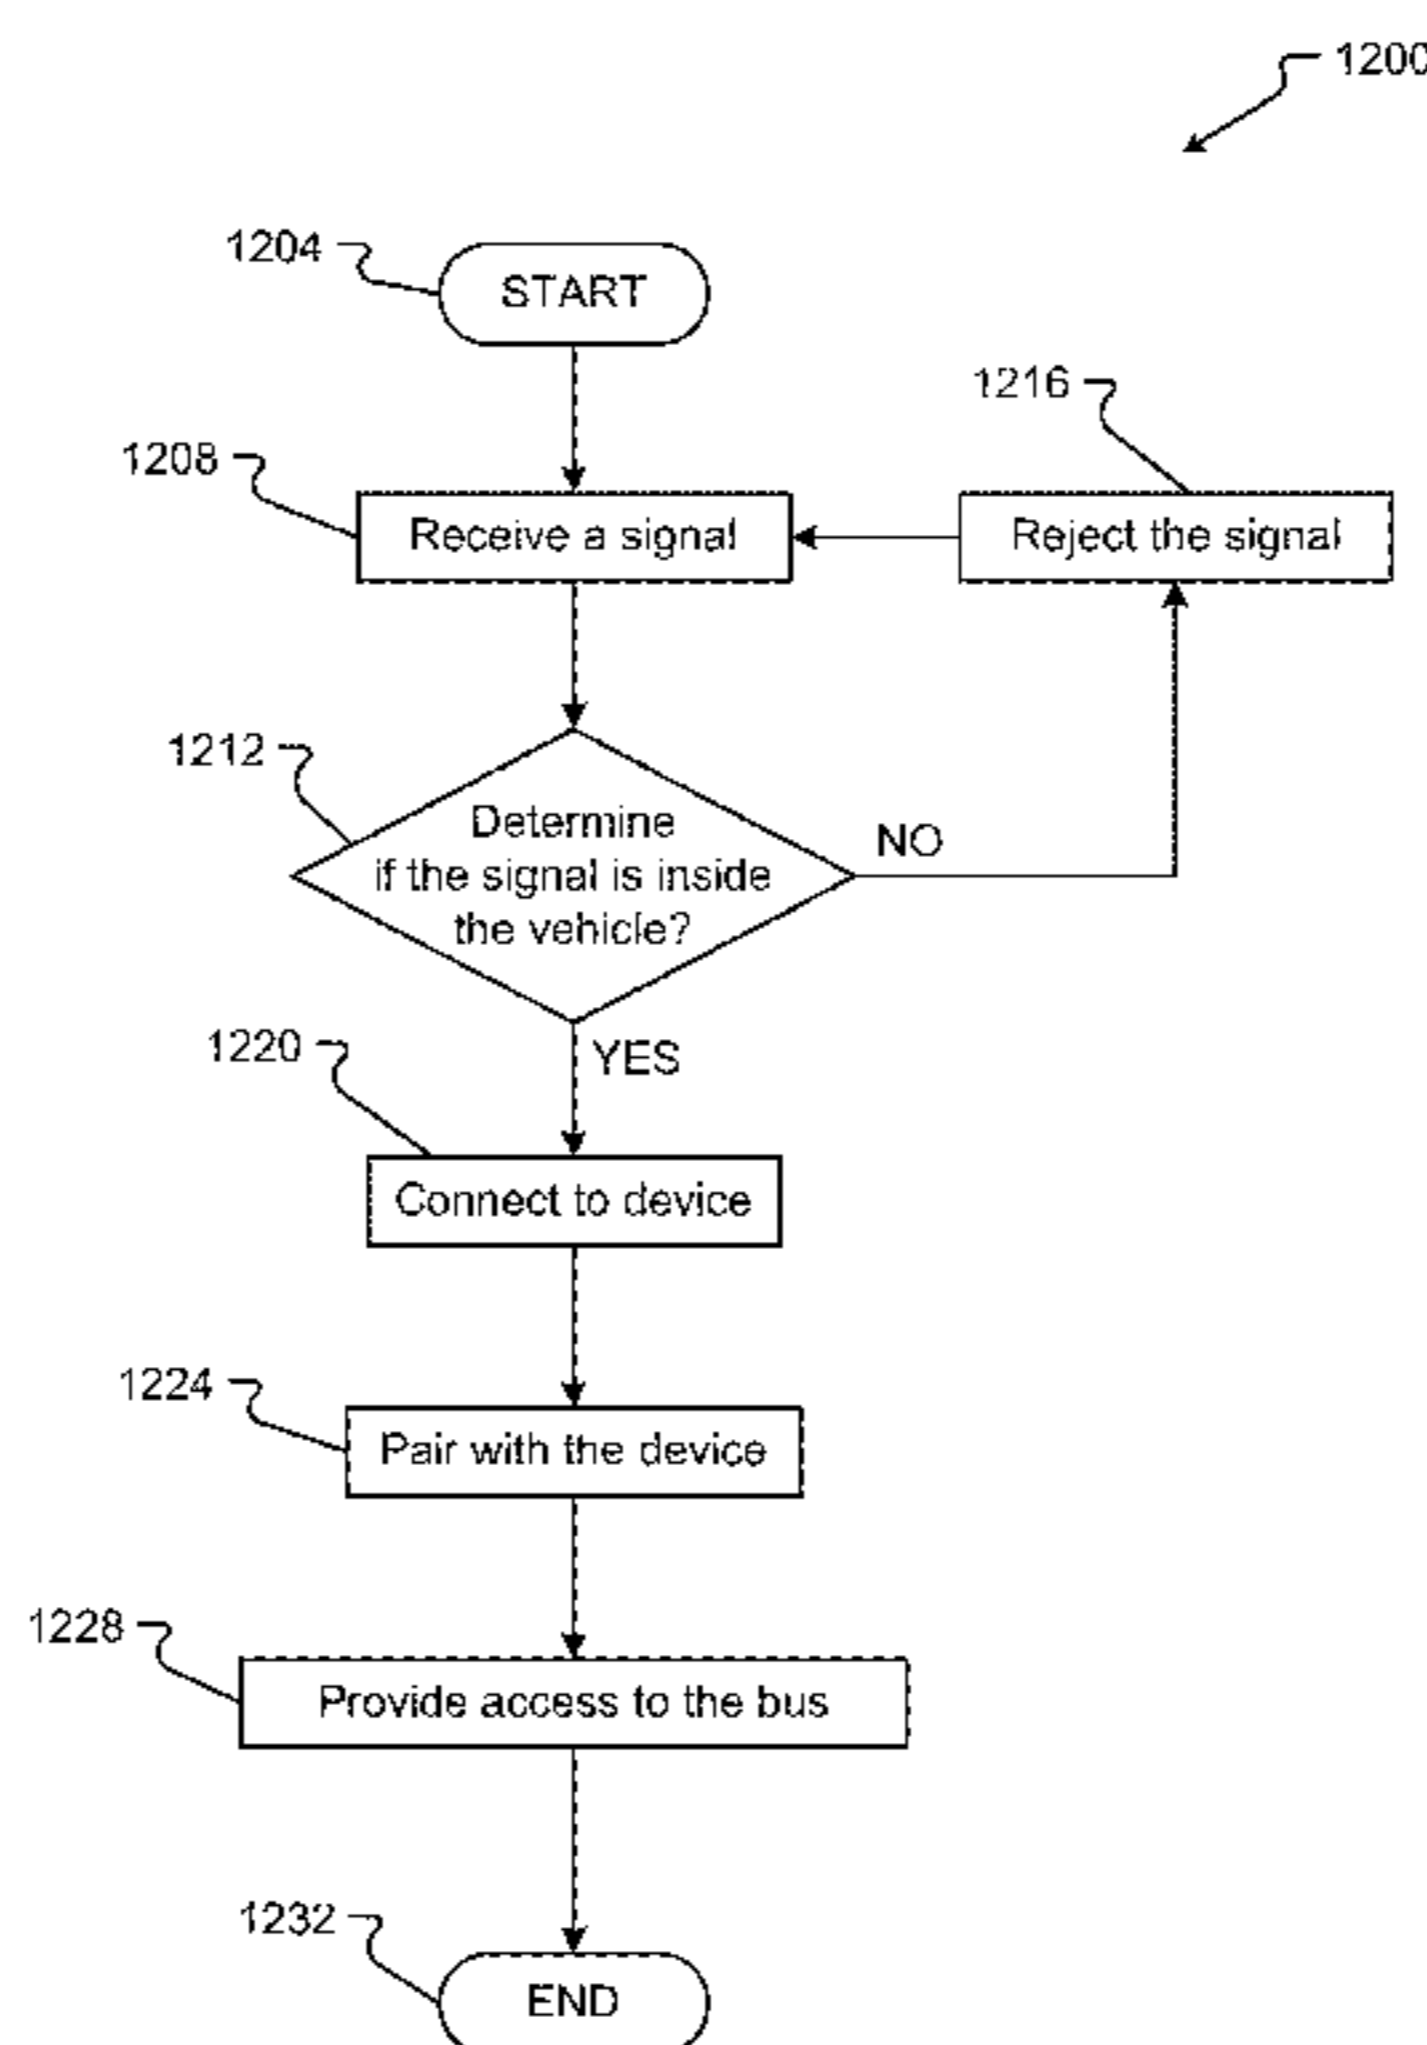 1200
1204
START
1216
1208
Receive a signal
Reject the signal
1212
Determine
if the signal is inside
the vehicle?
NO
1220
YES
Connect to device
1224
Pair with the device
1228
Provide access to the bus
1232
END